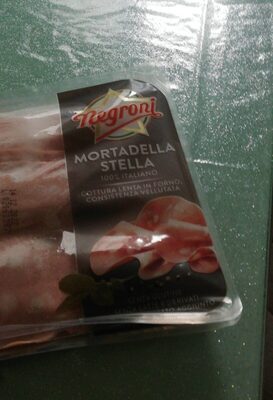 Negroni
MORTADELLA
STELLA
100% ITALIANO
COTTURA LENTA IN FORNO,
CONSISTENZA VELLUTATA